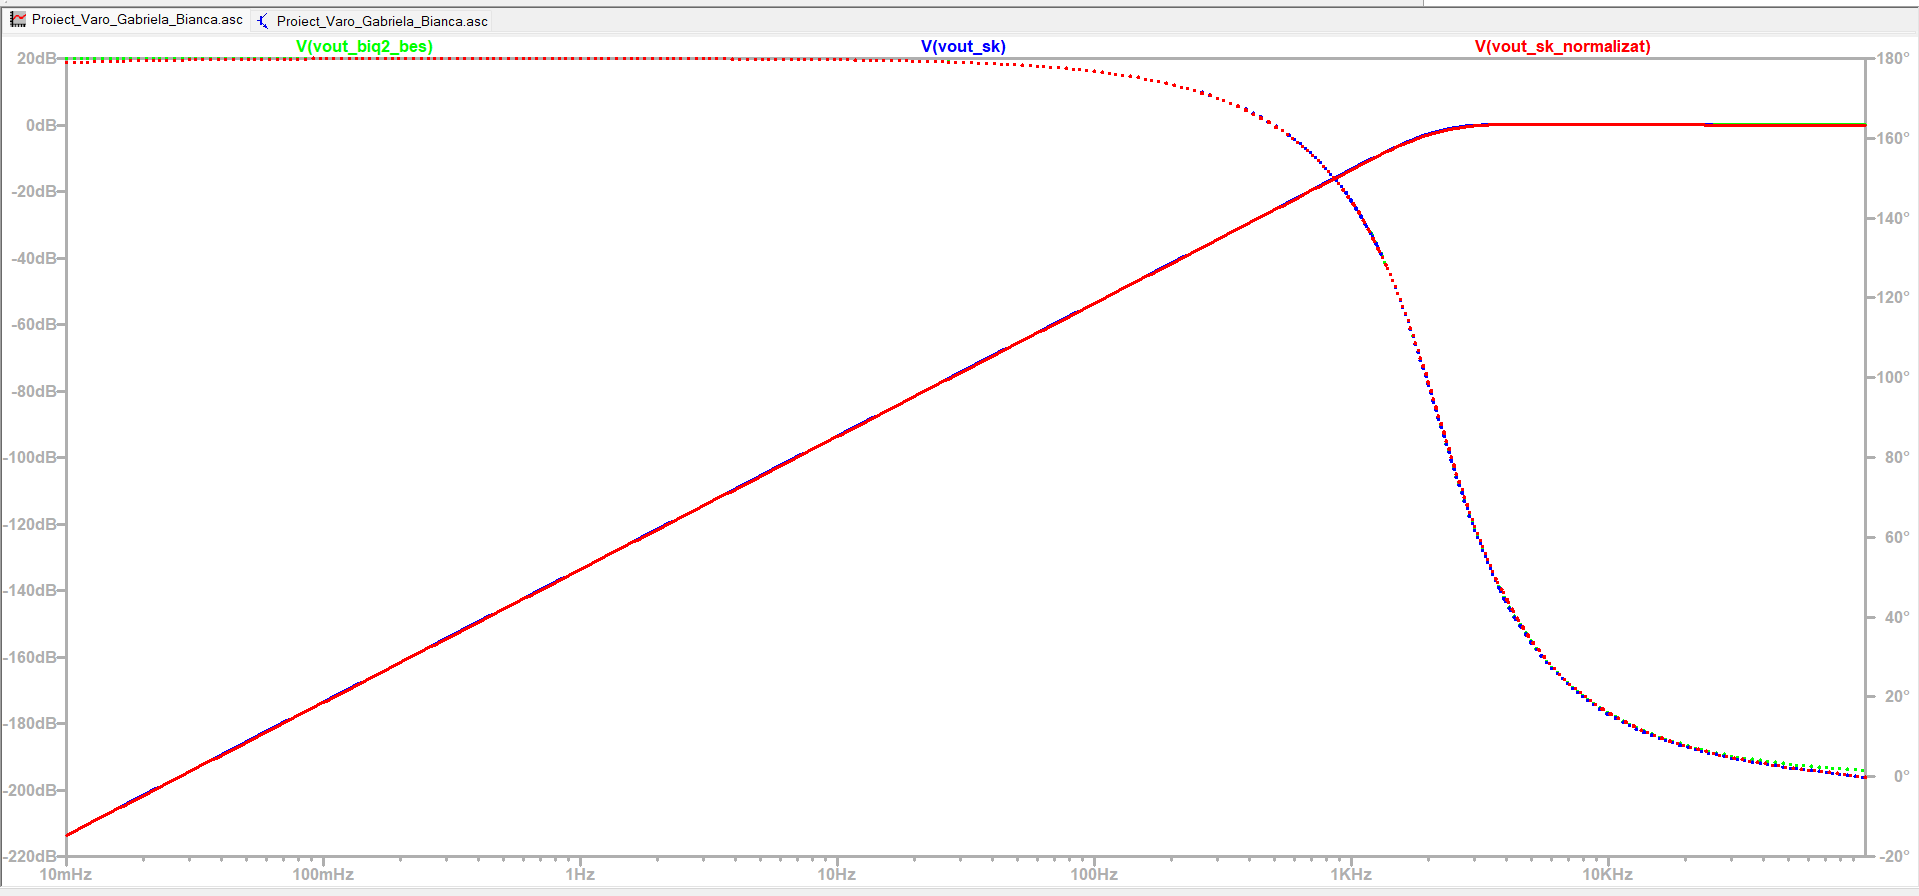 Proiect_Varo_Gabriela_Bianca.asc Proiect_Varo_Gabriela_Bianca.asc
V(vout_biq2_bes) V(vout_sk) V(vout_sk_normalizat)
20dB 180°
0dB 160°
-20dB 140°
-40dB 120°
-60dB 100°
-80dB 80°
-100dB 60°
-120dB 40°
-140dB 20°
-160dB 0°
-180dB -20°
-200dB
-220dB
10mHz 100mHz 1Hz 10Hz 100Hz 1KHz 10KHz